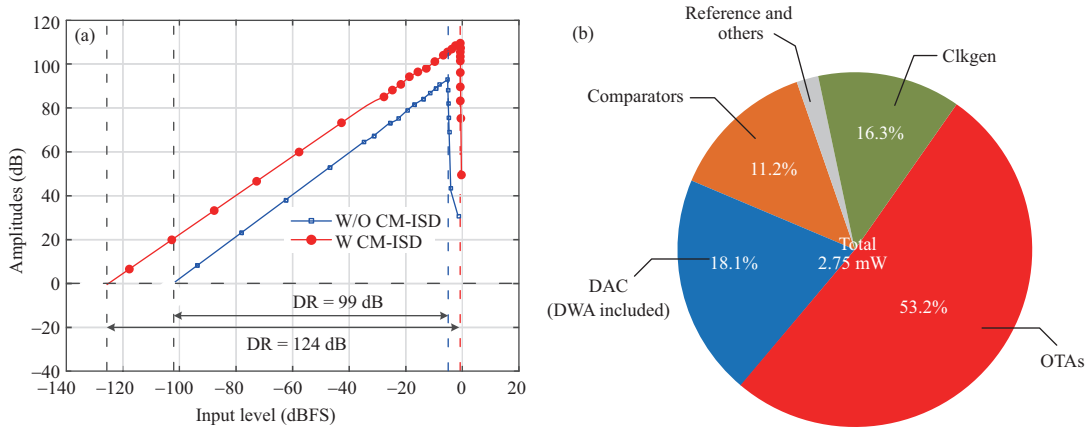 (a)
120
100
80
60
40
20
0
−20
−40
Amplitudes (dB)
W/O CM-ISD
W CM-ISD
DR = 99 dB
DR = 124 dB
−140 −120 −100 −80 −60 −40 −20 0 20
Input level (dBFS)
(b)
Reference and
others
Clkgen
Comparators
16.3%
11.2%
Total
2.75 mW
18.1%
DAC
(DWA included)
53.2%
OTAs